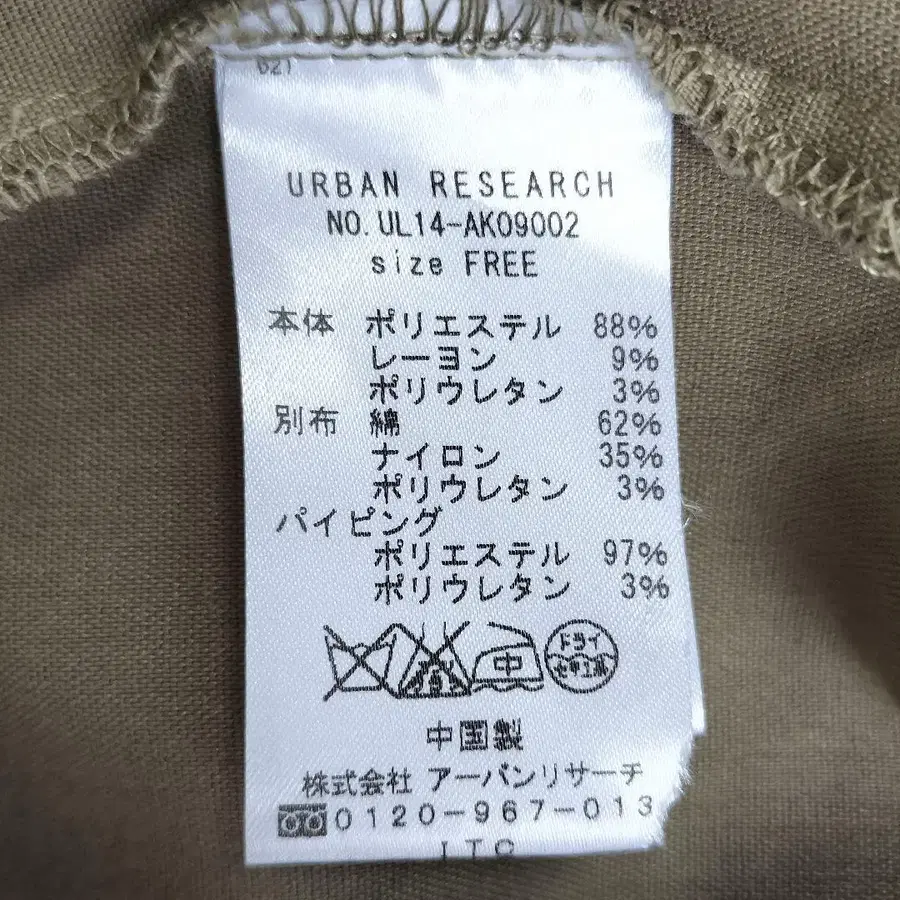 URBAN RESEARCH
NO. UL14-AK09002
size FREE
本体 ポリエステル 88%
レーヨン 9%
ポリウレタン 3%
別布 綿 62%
ナイロン 35%
ポリウレタン 3%
パイピング
ポリエステル 97%
ポリウレタン 3%
中 ドライ
中国製
株式会社 アーバンリサーチ
0120-967-013